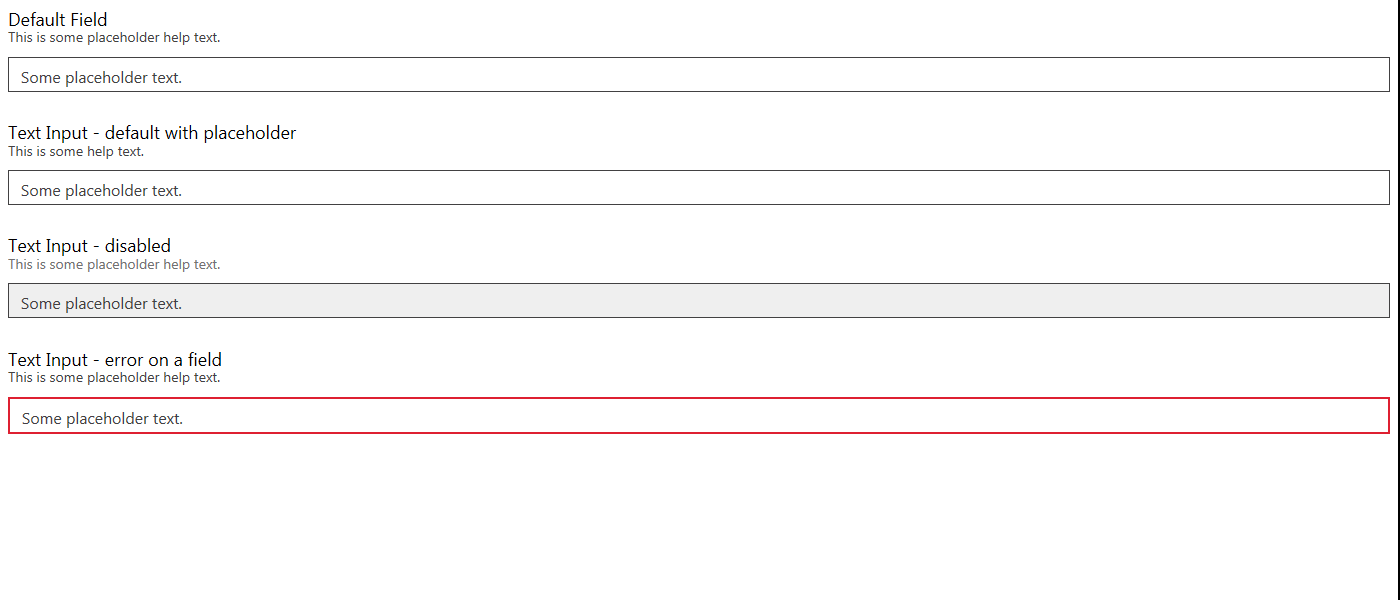 Default Field
This is some placeholder help text.
Some placeholder text.
Text Input - default with placeholder
This is some help text.
Some placeholder text.
Text Input - disabled
This is some placeholder help text.
Some placeholder text.
Text Input - error on a field
This is some placeholder help text.
Some placeholder text.